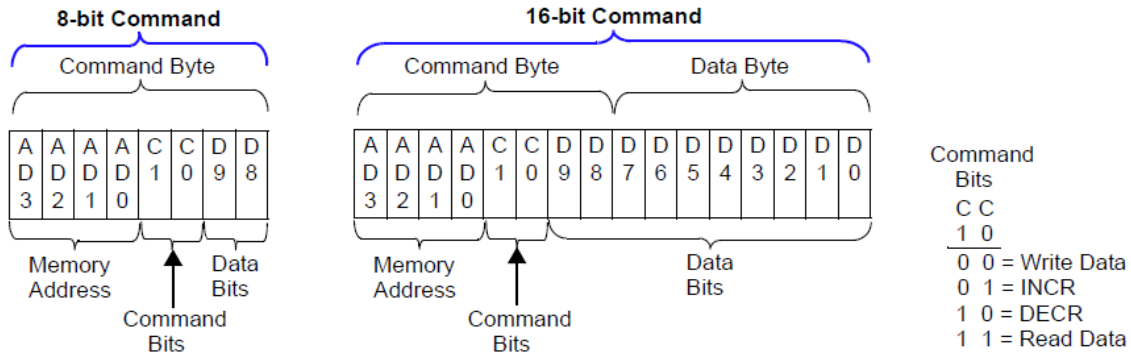 8-bit Command
16-bit Command
Command Byte
Command Byte
Data Byte
A A A A C C D D
D D D D 1 0 9 8
3 2 1 0
A A A A C C D D D D D D D D D D
D D D D 1 0 9 8 7 6 5 4 3 2 1 0
3 2 1 0
Memory
Address
Data
Bits
Command
Bits
Memory
Address
Data
Bits
Command
Bits
Command
Bits
C C
1 0
0 0 = Write Data
0 1 = INCR
1 0 = DECR
1 1 = Read Data